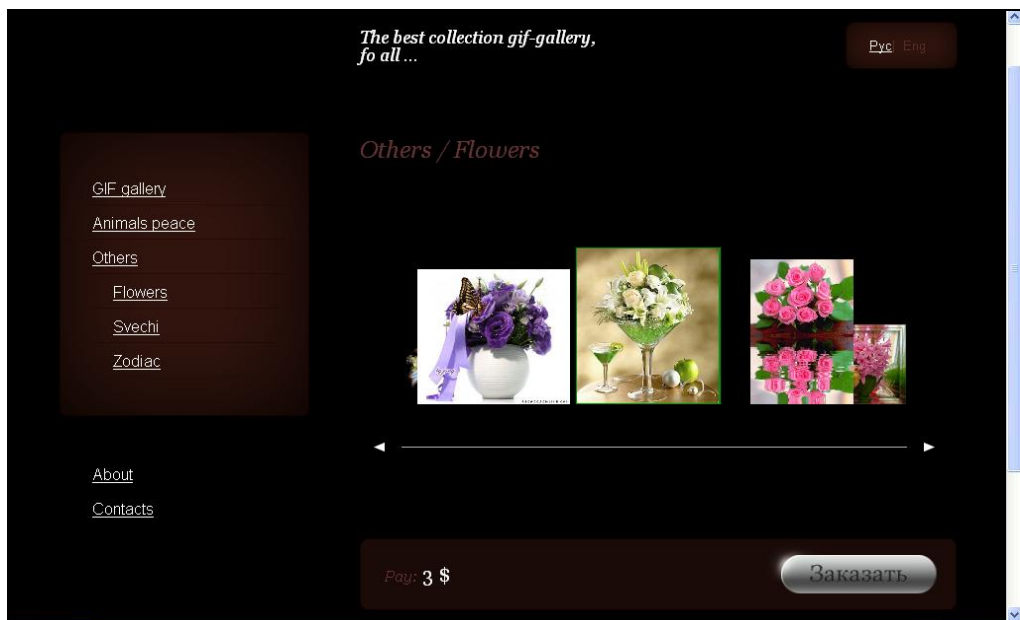 The best collection gif-gallery,
fo all ...
Рус| Eng
Others / Flowers
GIF gallery
Animals peace
Others
Flowers
Svechi
Zodiac
About
Contacts
Pay: 3 $
Заказать